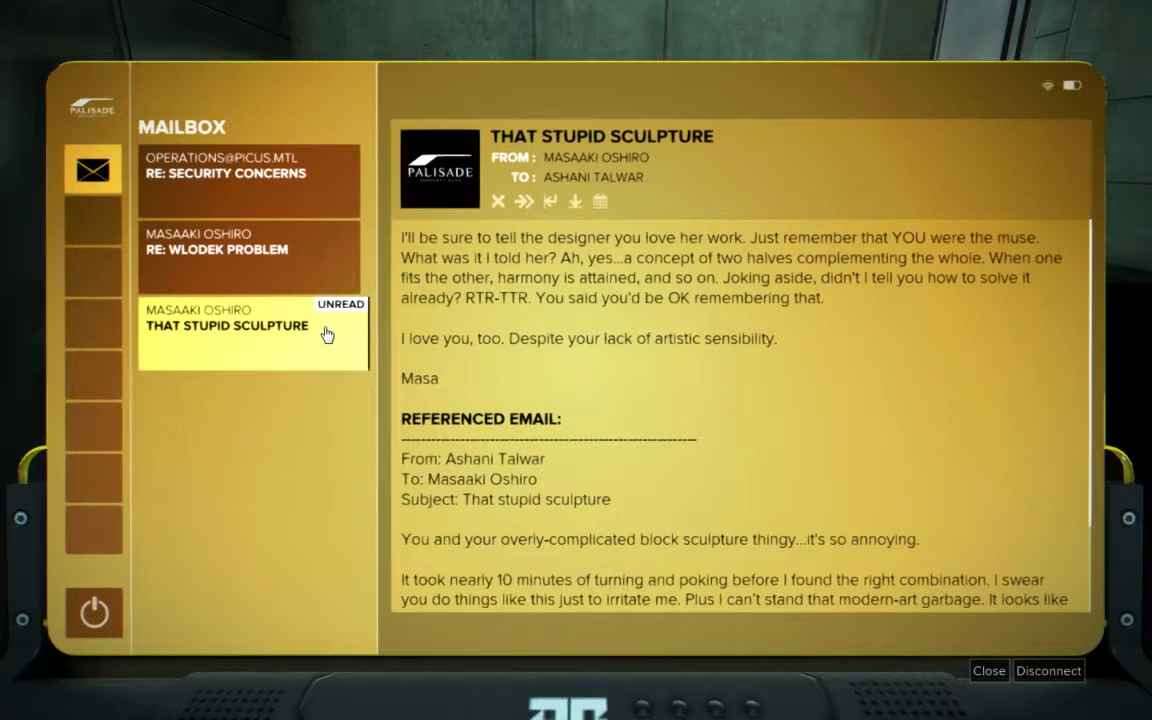 PALISADE
MAILBOX
OPERATIONS@PICUS.MTL
RE: SECURITY CONCERNS
MASAAKI OSHIRO
RE: WLODEK PROBLEM
UNREAD
MASAAKI OSHIRO
THAT STUPID SCULPTURE
PALISADE
THAT STUPID SCULPTURE
FROM: MASAAKI OSHIRO
TO: ASHANI TALWAR
I'll be sure to tell the designer you love her work. Just remember that YOU were the muse.
What was it I told her? Ah, yes...a concept of two halves complementing the whole. When one
fits the other, harmony is attained, and so on. Joking aside, didn't I tell you how to solve it
already? RTR-TTR. You said you'd be OK remembering that.
I love you, too. Despite your lack of artistic sensibility.
Masa
REFERENCED EMAIL:
------------------------------------------------------------
From: Ashani Talwar
To: Masaaki Oshiro
Subject: That stupid sculpture
You and your overly-complicated block sculpture thingy...it's so annoying.
It took nearly 10 minutes of turning and poking before I found the right combination. I swear
you do things like this just to irritate me. Plus I can't stand that modern-art garbage. It looks like
Close Disconnect